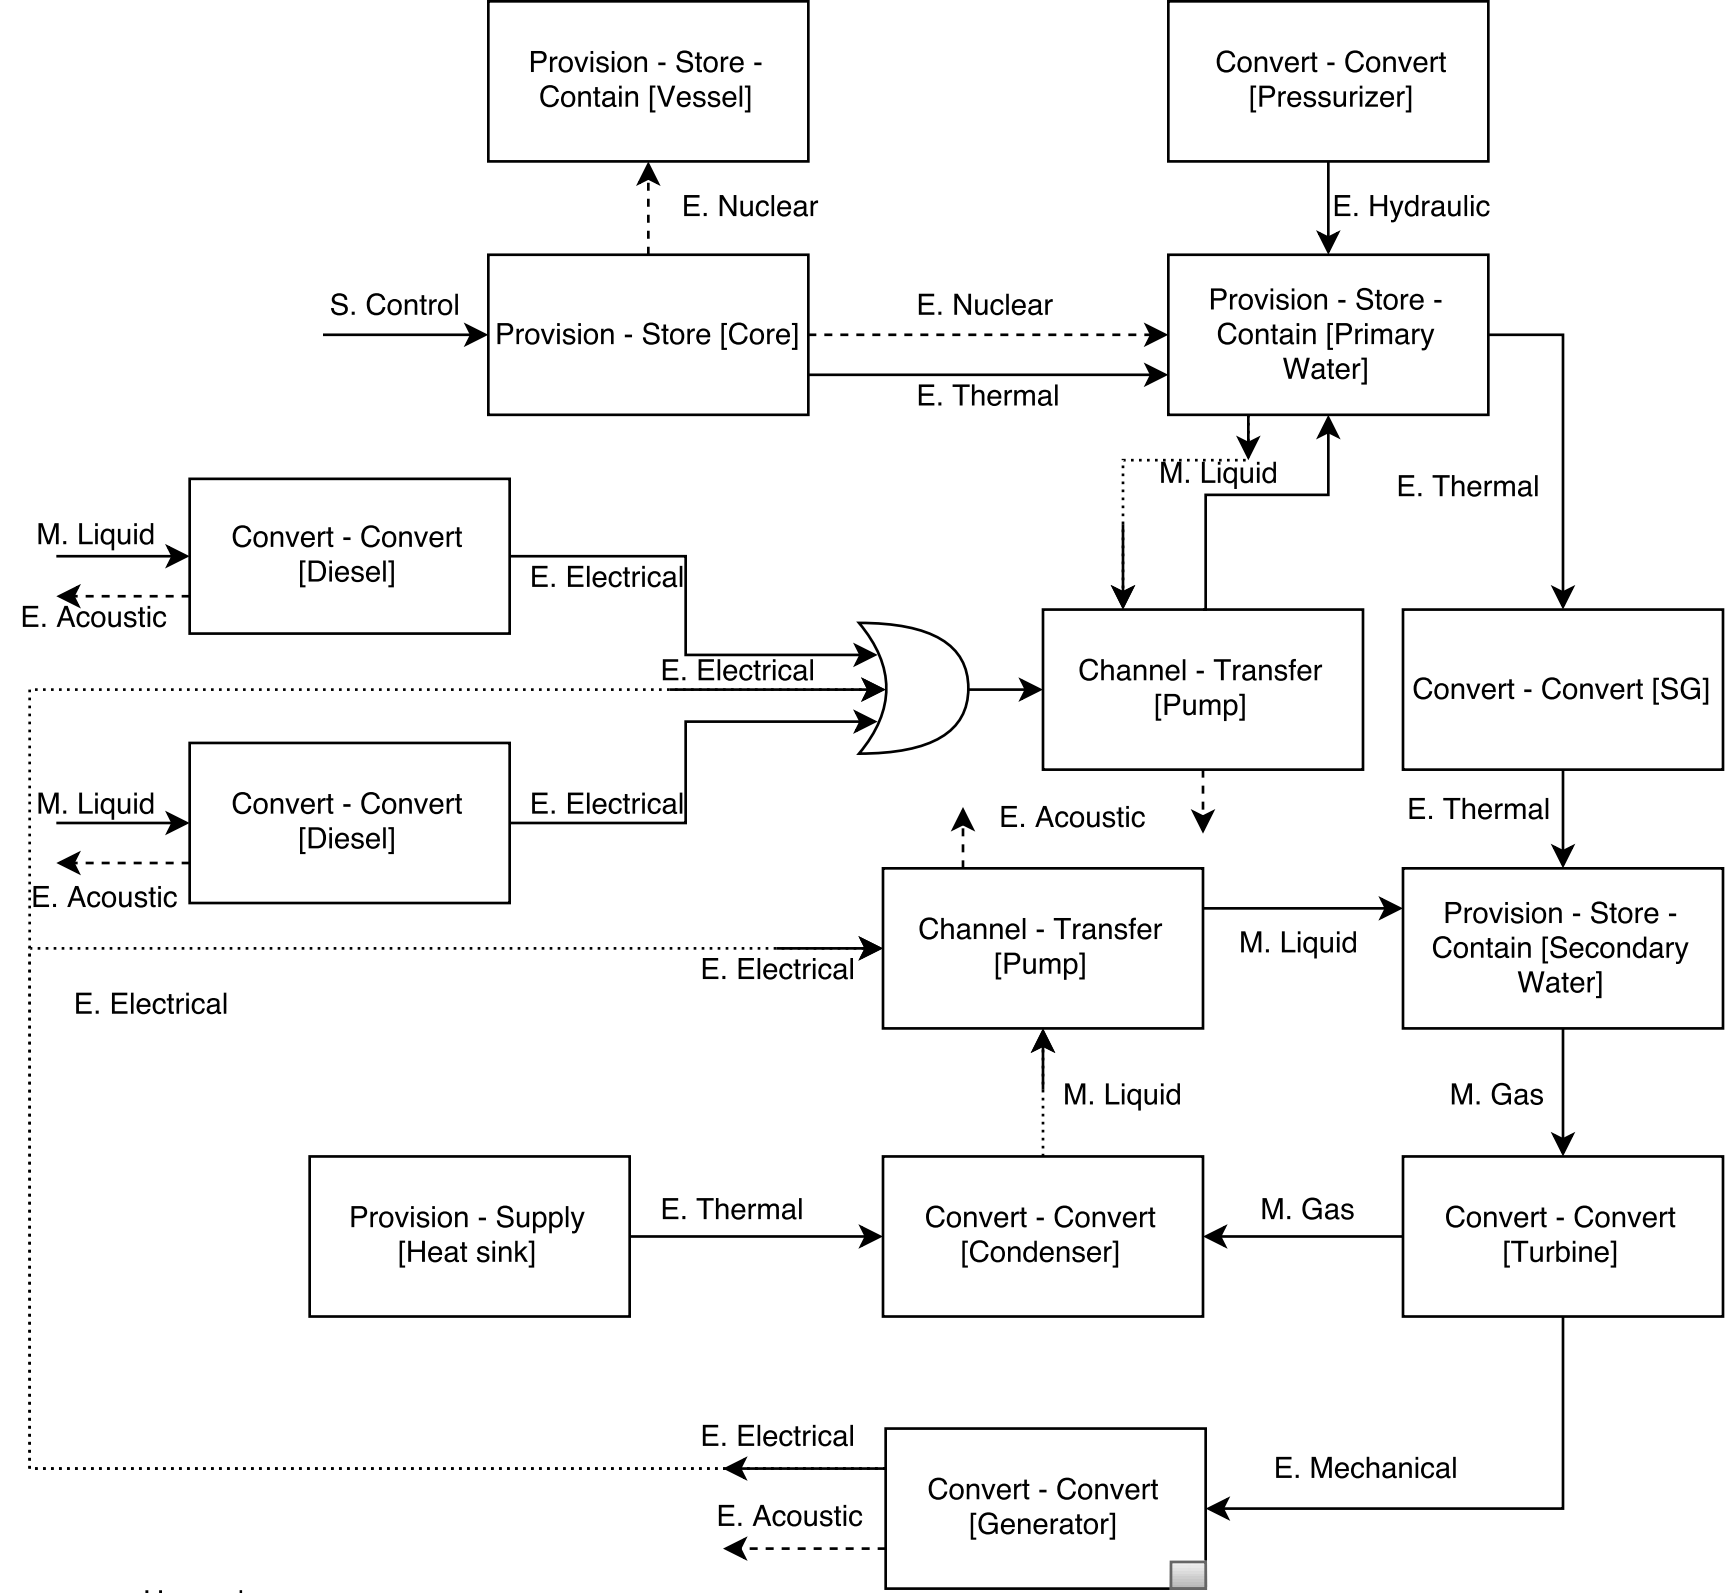 Provision - Store -
Contain [Vessel]
Convert - Convert
[Pressurizer]
E. Nuclear
E. Hydraulic
S. Control
Provision - Store [Core]
E. Nuclear
E. Thermal
Provision - Store -
Contain [Primary
Water]
M. Liquid
E. Thermal
M. Liquid
E. Acoustic
Convert - Convert
[Diesel]
E. Electrical
E. Electrical
Channel - Transfer
[Pump]
Convert - Convert [SG]
M. Liquid
E. Acoustic
Convert - Convert
[Diesel]
E. Electrical
E. Acoustic
E. Thermal
E. Electrical
Channel - Transfer
[Pump]
M. Liquid
Provision - Store -
Contain [Secondary
Water]
E. Electrical
M. Liquid
M. Gas
Provision - Supply
[Heat sink]
E. Thermal
Convert - Convert
[Condenser]
M. Gas
Convert - Convert
[Turbine]
E. Electrical
E. Acoustic
Convert - Convert
[Generator]
E. Mechanical